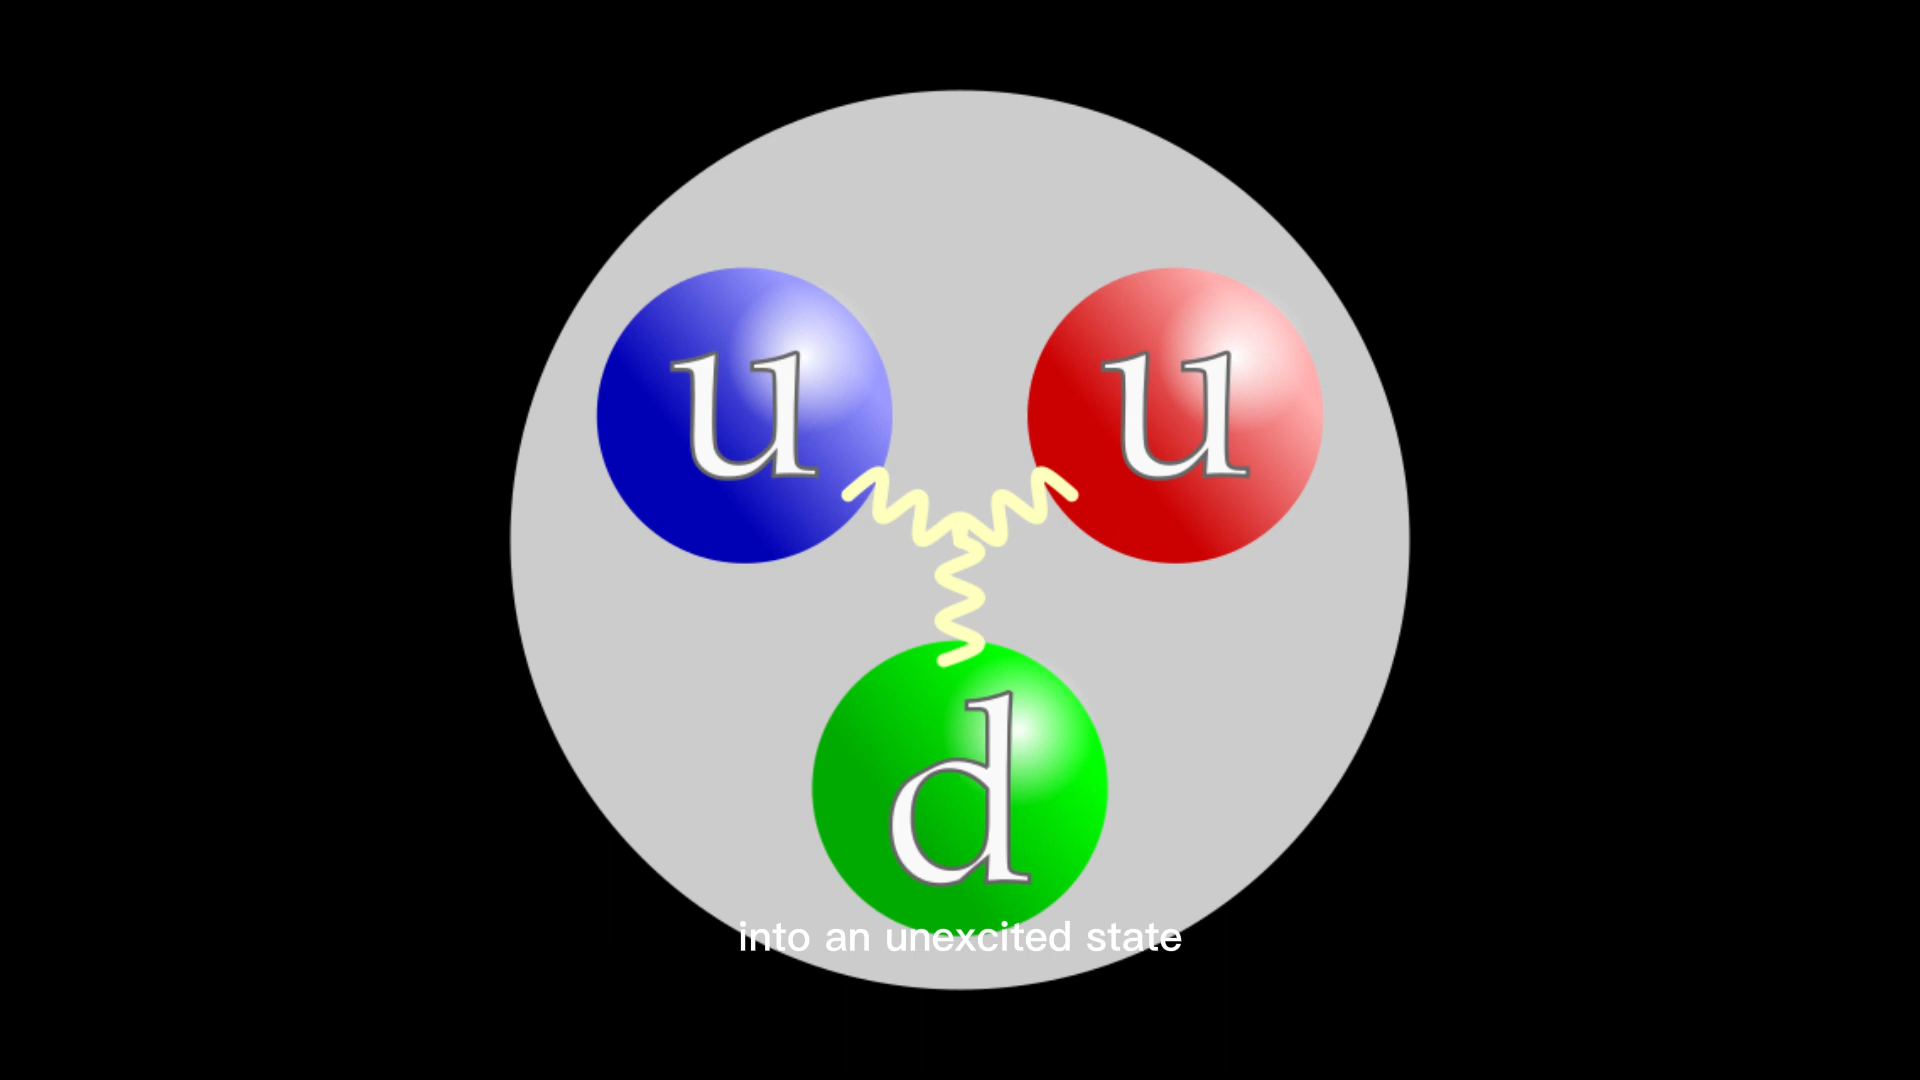 u u
d
into an unexcited state